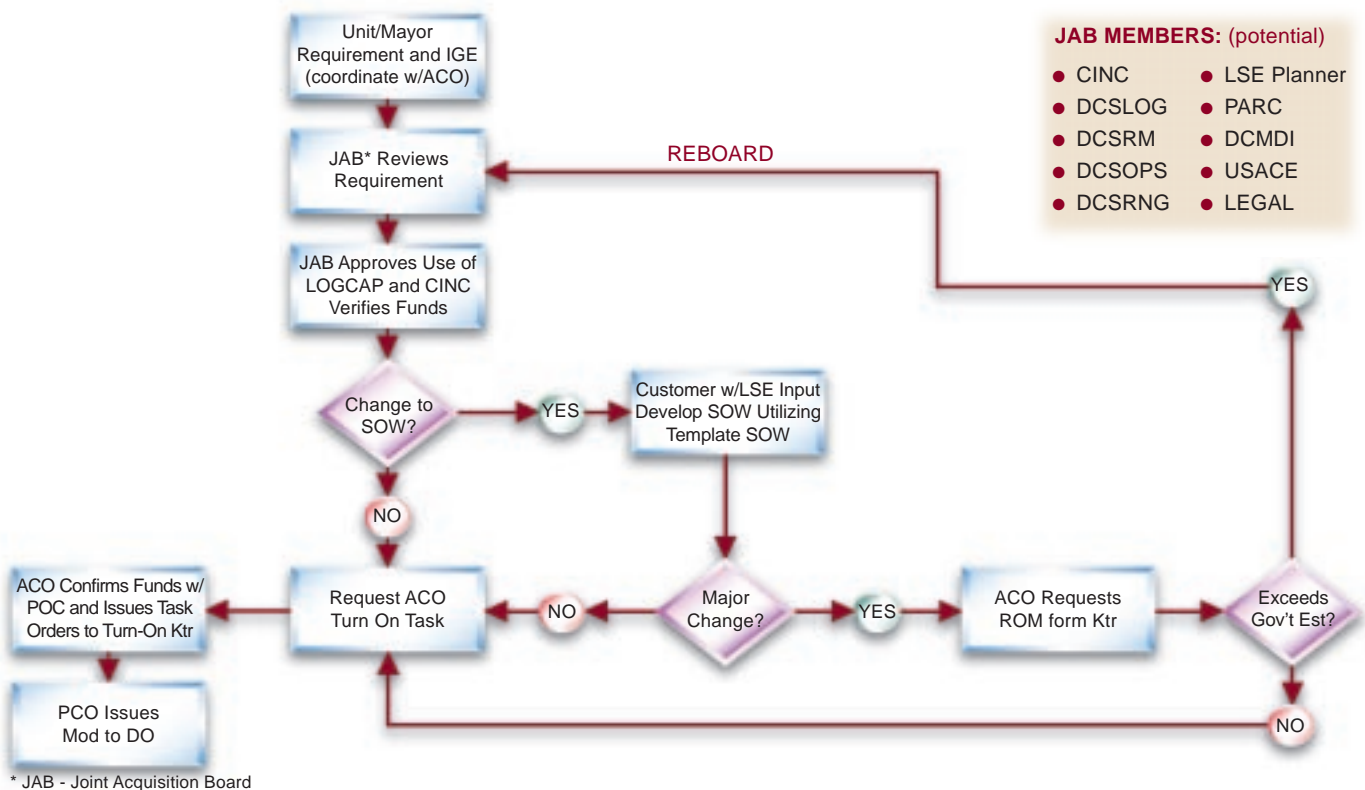 Unit/Mayor
Requirement and IGE
(coordinate w/ACO)
JAB MEMBERS: (potential)
● CINC
● DCSLOG
● DCSRM
● DCSOPS
● DCSRNG
● LSE Planner
● PARC
● DCMDI
● USACE
● LEGAL
JAB* Reviews
Requirement
REBOARD
JAB Approves Use of
LOGCAP and CINC
Verifies Funds
YES
Change to
SOW?
YES
Customer w/LSE Input
Develop SOW Utilizing
Template SOW
NO
ACO Confirms Funds w/
POC and Issues Task
Orders to Turn-On Ktr
Request ACO
Turn On Task
NO
Major
Change?
YES
ACO Requests
ROM form Ktr
Exceeds
Gov't Est?
PCO Issues
Mod to DO
NO
* JAB - Joint Acquisition Board